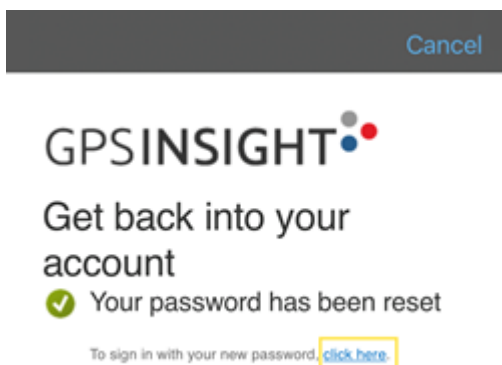 Cancel
GPSINSIGHT
Get back into your
account
Your password has been reset
To sign in with your new password, click here.